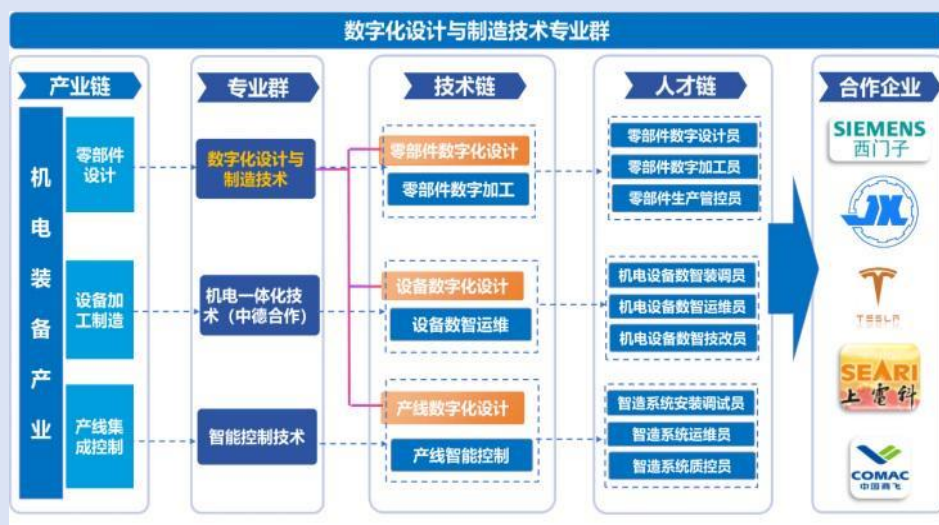 数字化设计与制造技术专业群
产业链
专业群
技术链
人才链
合作企业
机电装备产业
零部件
设计
设备加
工制造
产线集
成控制
数字化设计与
制造技术
机电一体化技
术（中德合作）
智能控制技术
零部件数字化设计
零部件数字加工
设备数字化设计
设备数智运维
产线数字化设计
产线智能控制
零部件数字设计员
零部件数字加工员
零部件生产管控员
机电设备数智装调员
机电设备数智运维员
机电设备数智技改员
智造系统安装调试员
智造系统运维员
智造系统质控员
SIEMENS
西门子
JX
TESLA
SEARI
上電科
COMAC
中国商飞